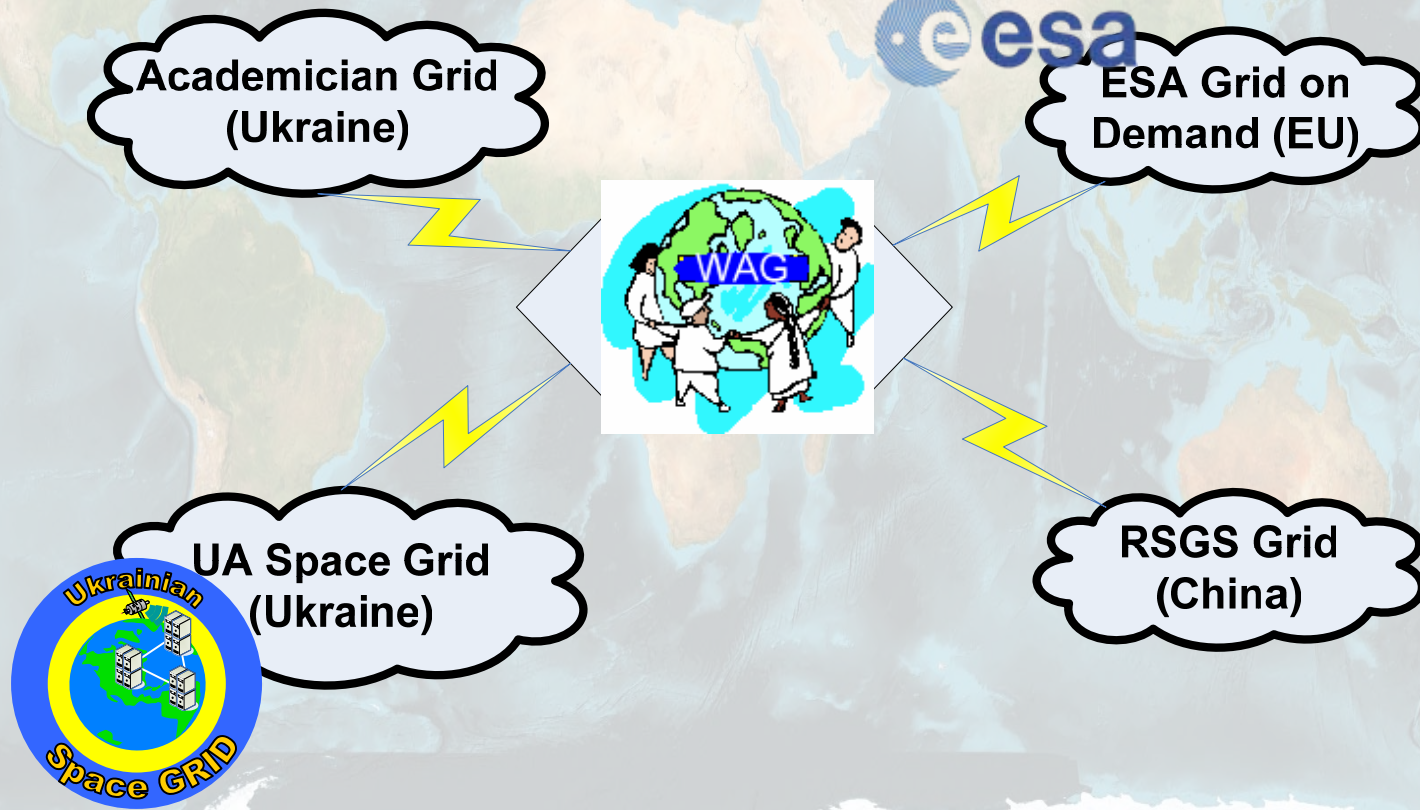 esa
Academician Grid
(Ukraine)
ESA Grid on
Demand (EU)
WAG
UA Space Grid
(Ukraine)
RSGS Grid
(China)
Ukrainian
Space GRID